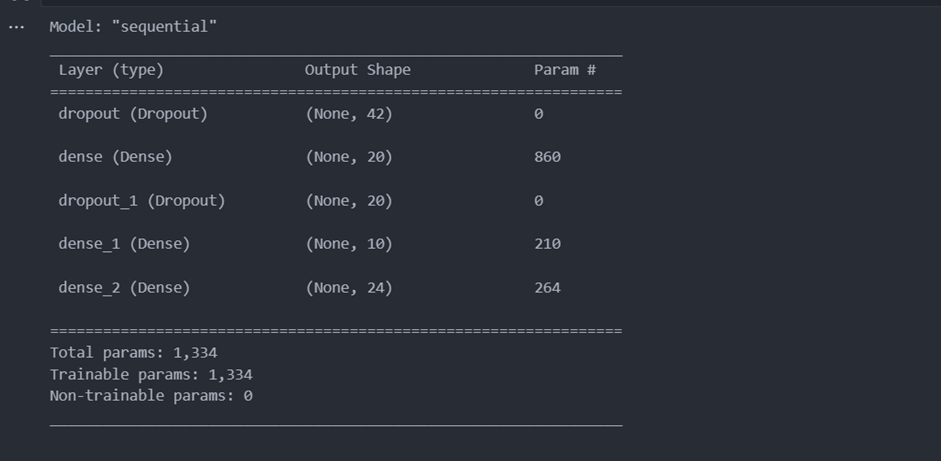 Model: "sequential"
_________________________________________________________________
Layer (type) Output Shape Param #
=================================================================
dropout (Dropout) (None, 42) 0
dense (Dense) (None, 20) 860
dropout_1 (Dropout) (None, 20) 0
dense_1 (Dense) (None, 10) 210
dense_2 (Dense) (None, 24) 264
=================================================================
Total params: 1,334
Trainable params: 1,334
Non-trainable params: 0
_________________________________________________________________